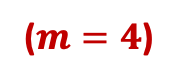 (m = 4)